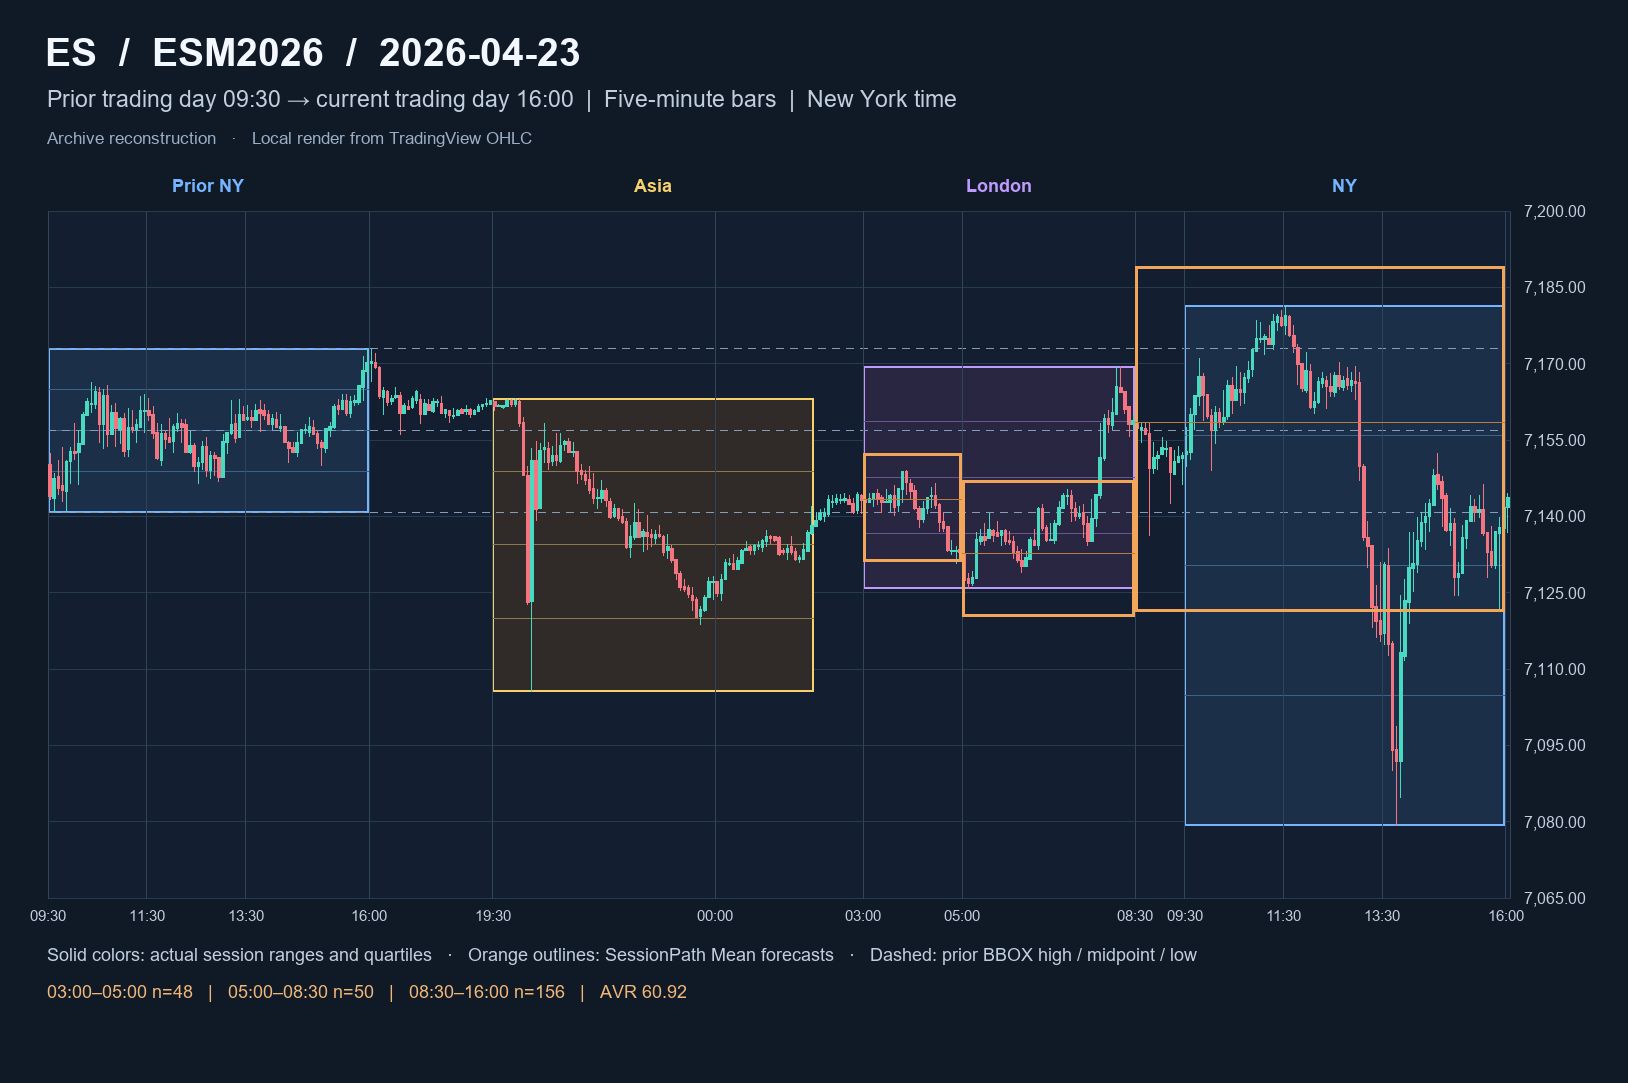 ES / ESM2026 / 2026-04-23
Prior trading day 09:30 → current trading day 16:00 | Five-minute bars | New York time
Archive reconstruction · Local render from TradingView OHLC
Prior NY
Asia
London
NY
7,200.00
7,185.00
7,170.00
7,155.00
7,140.00
7,125.00
7,110.00
7,095.00
7,080.00
7,065.00
09:30 11:30 13:30 16:00 19:30 00:00 03:00 05:00 08:30 09:30 11:30 13:30 16:00
Solid colors: actual session ranges and quartiles · Orange outlines: SessionPath Mean forecasts · Dashed: prior BBOX high / midpoint / low
03:00–05:00 n=48 | 05:00–08:30 n=50 | 08:30–16:00 n=156 | AVR 60.92